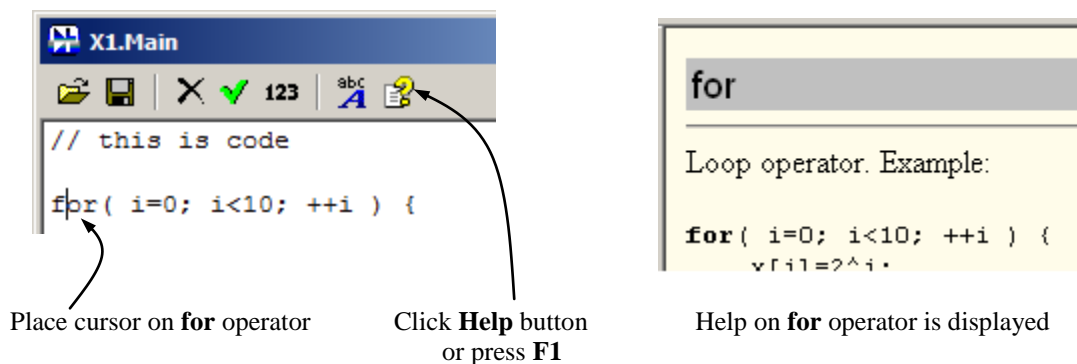 X1.Main
123
abc
A
// this is code
for( i=0; i<10; ++i ) {
for
Loop operator. Example:
for( i=0; i<10; ++i ) {
x[i]=2^i;
Place cursor on for operator
Click Help button
or press F1
Help on for operator is displayed